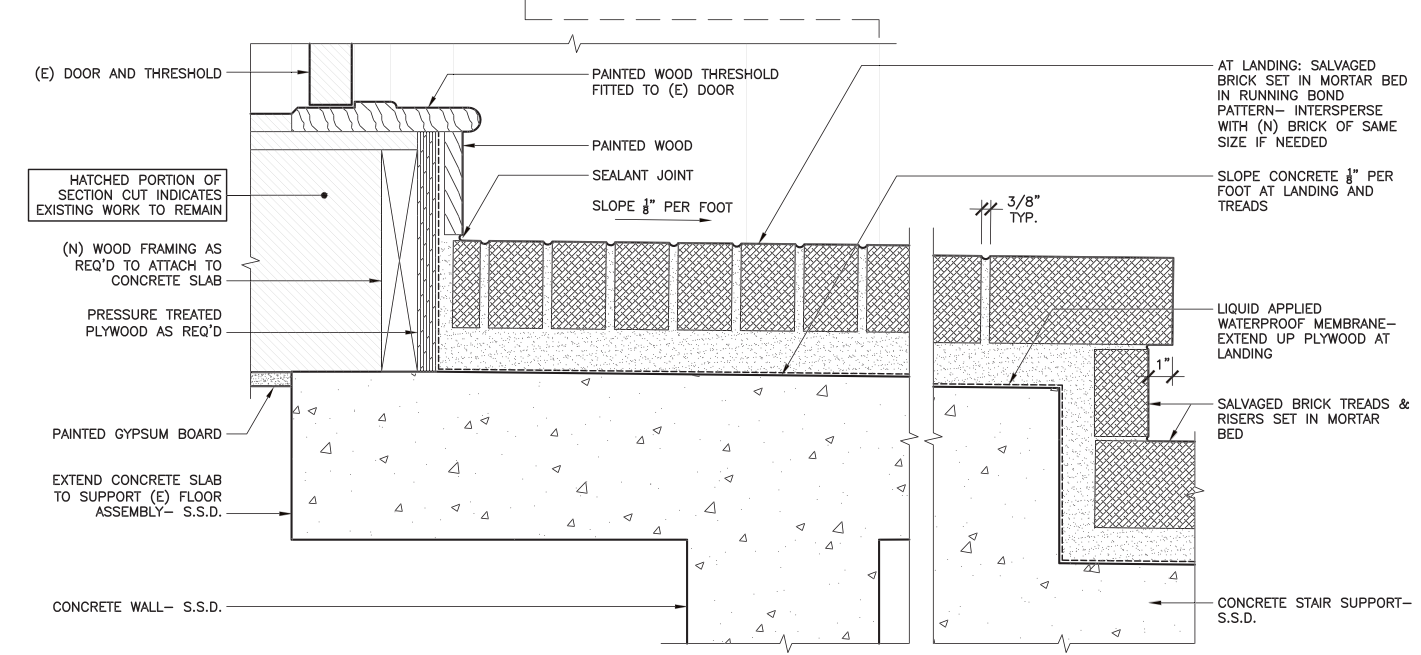 (E) DOOR AND THRESHOLD
HATCHED PORTION OF
SECTION CUT INDICATES
EXISTING WORK TO REMAIN
(N) WOOD FRAMING AS
REQ'D TO ATTACH TO
CONCRETE SLAB
PRESSURE TREATED
PLYWOOD AS REQ'D
PAINTED GYPSUM BOARD
EXTEND CONCRETE SLAB
TO SUPPORT (E) FLOOR
ASSEMBLY– S.S.D.
CONCRETE WALL– S.S.D.
PAINTED WOOD THRESHOLD
FITTED TO (E) DOOR
PAINTED WOOD
SEALANT JOINT
SLOPE 1/8" PER FOOT
3/8"
TYP.
1"
AT LANDING: SALVAGED
BRICK SET IN MORTAR BED
IN RUNNING BOND
PATTERN– INTERSPERSE
WITH (N) BRICK OF SAME
SIZE IF NEEDED
SLOPE CONCRETE 1/8" PER
FOOT AT LANDING AND
TREADS
LIQUID APPLIED
WATERPROOF MEMBRANE–
EXTEND UP PLYWOOD AT
LANDING
SALVAGED BRICK TREADS &
RISERS SET IN MORTAR
BED
CONCRETE STAIR SUPPORT–
S.S.D.